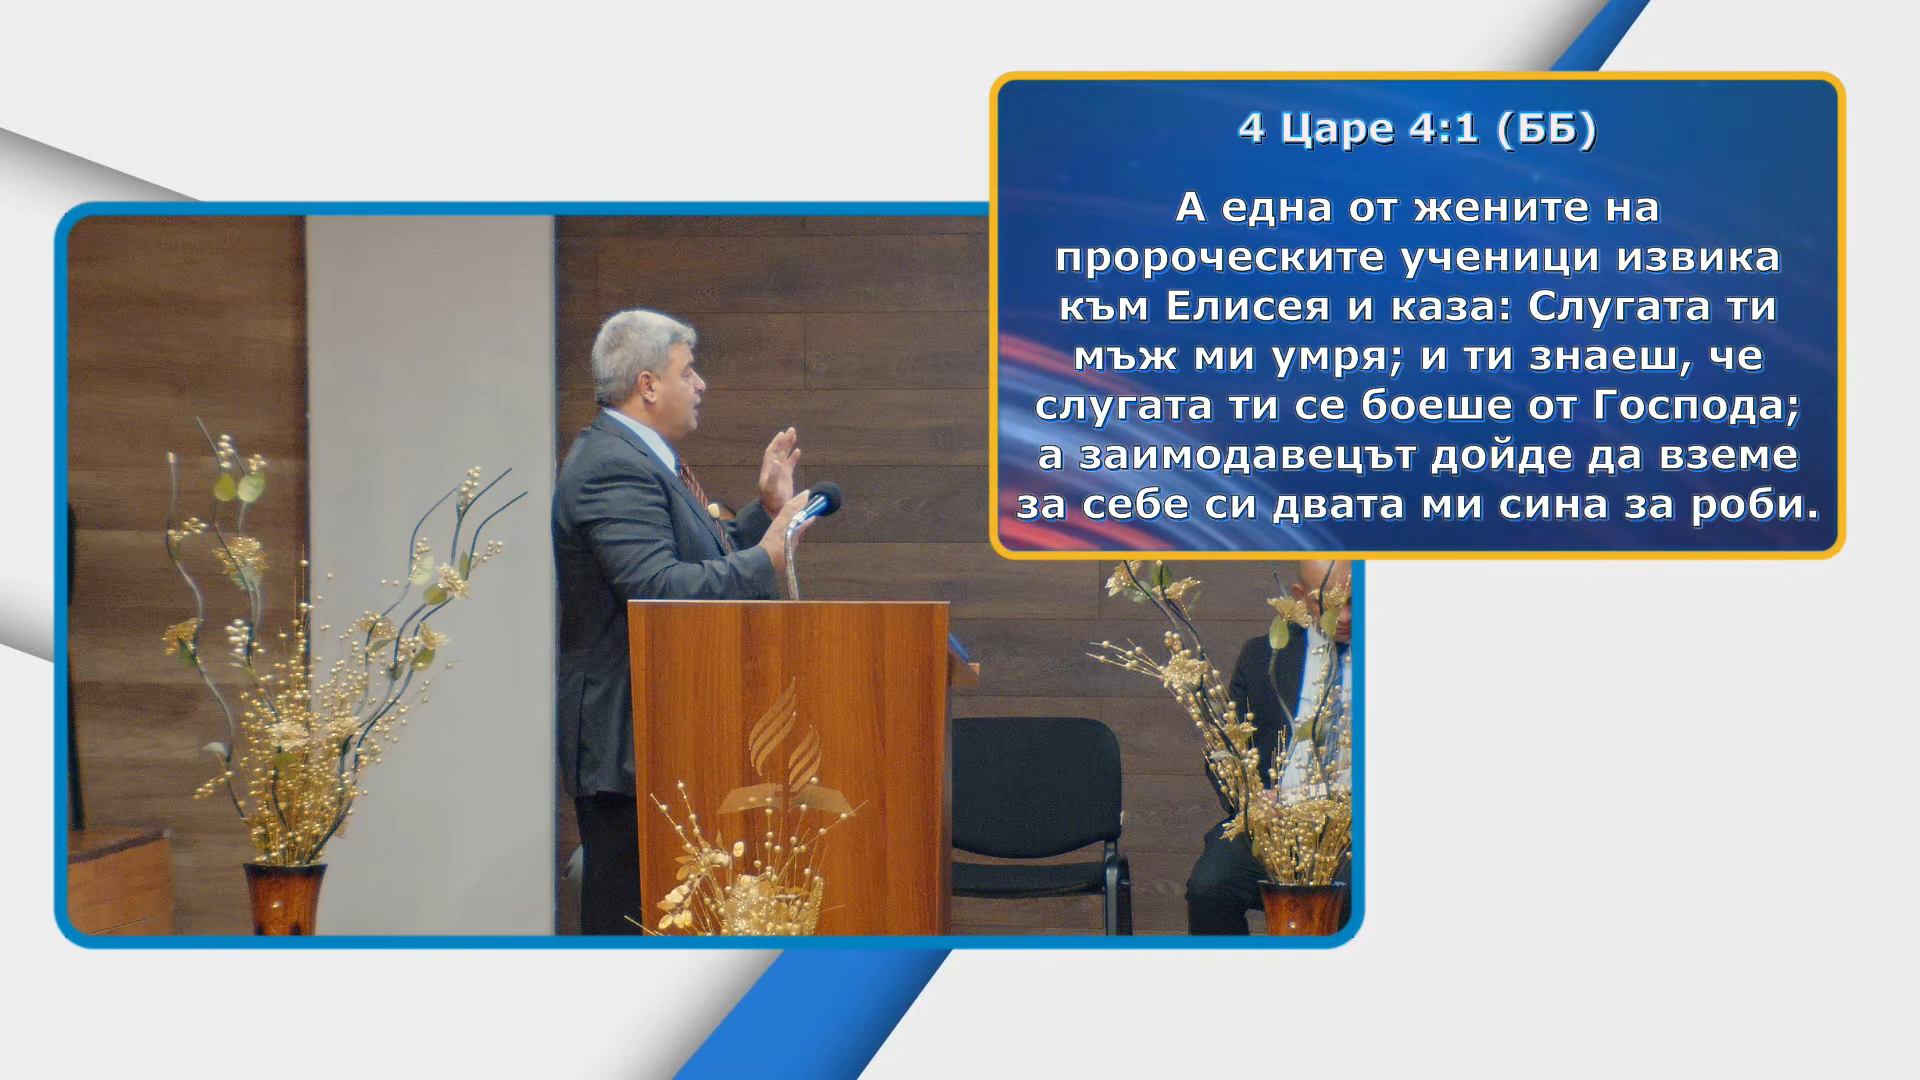 4 Царе 4:1 (ББ)
А една от жените на
пророческите ученици извика
към Елисея и каза: Слугата ти
мъж ми умря; и ти знаеш, че
слугата ти се боеше от Господа;
а заимодавецът дойде да вземе
за себе си двата ми сина за роби.